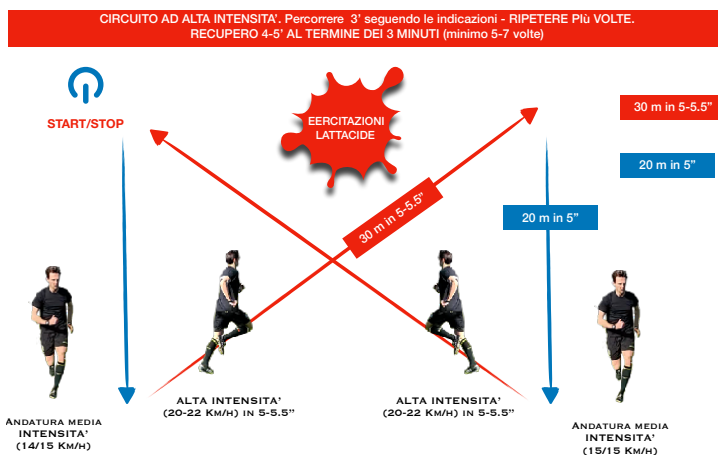 CIRCUITO AD ALTA INTENSITA’. Percorrere 3’ seguendo le indicazioni - RIPETERE PIù VOLTE.
RECUPERO 4-5’ AL TERMINE DEI 3 MINUTI (minimo 5-7 volte)
START/STOP
EERCITAZIONI
LATTACIDE
30 m in 5-5.5”
20 m in 5”
30 m in 5-5.5”
20 m in 5”
ALTA INTENSITA’
(20-22 Km/h) in 5-5.5”
ALTA INTENSITA’
(20-22 Km/h) in 5-5.5”
Andatura media
INTENSITA’
(14/15 Km/h)
Andatura media
INTENSITA’
(15/15 Km/h)